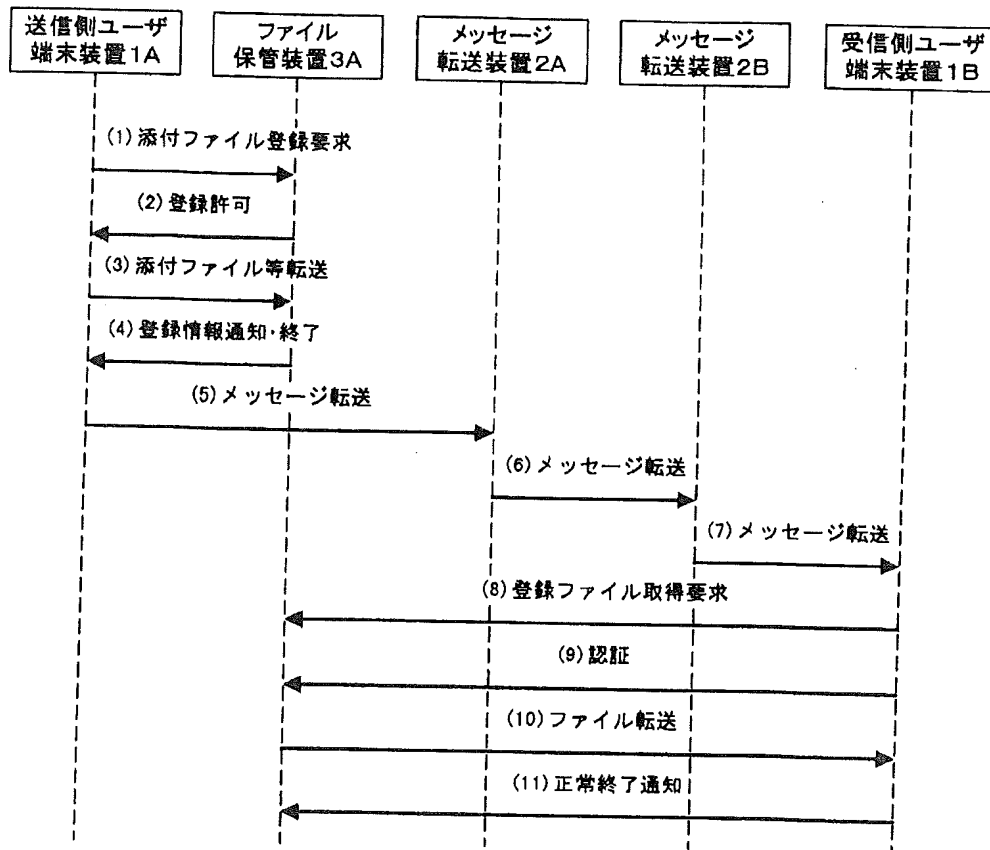 送信側ユーザ
端末装置1A
ファイル
保管装置3A
メッセージ
転送装置2A
メッセージ
転送装置2B
受信側ユーザ
端末装置1B
(1)添付ファイル登録要求
(2)登録許可
(3)添付ファイル等転送
(4)登録情報通知・終了
(5)メッセージ転送
(6)メッセージ転送
(7)メッセージ転送
(8)登録ファイル取得要求
(9)認証
(10)ファイル転送
(11)正常終了通知